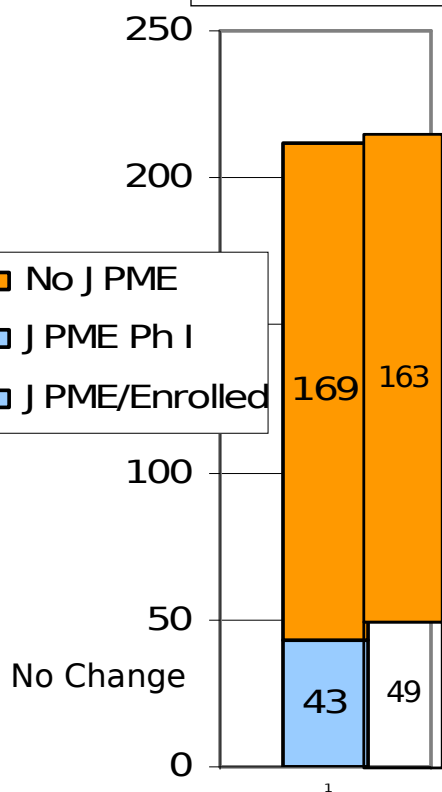 250
200
No JPME
JPME Ph I
JPME/Enrolled
169
163
100
50
No Change
43
49
0
1